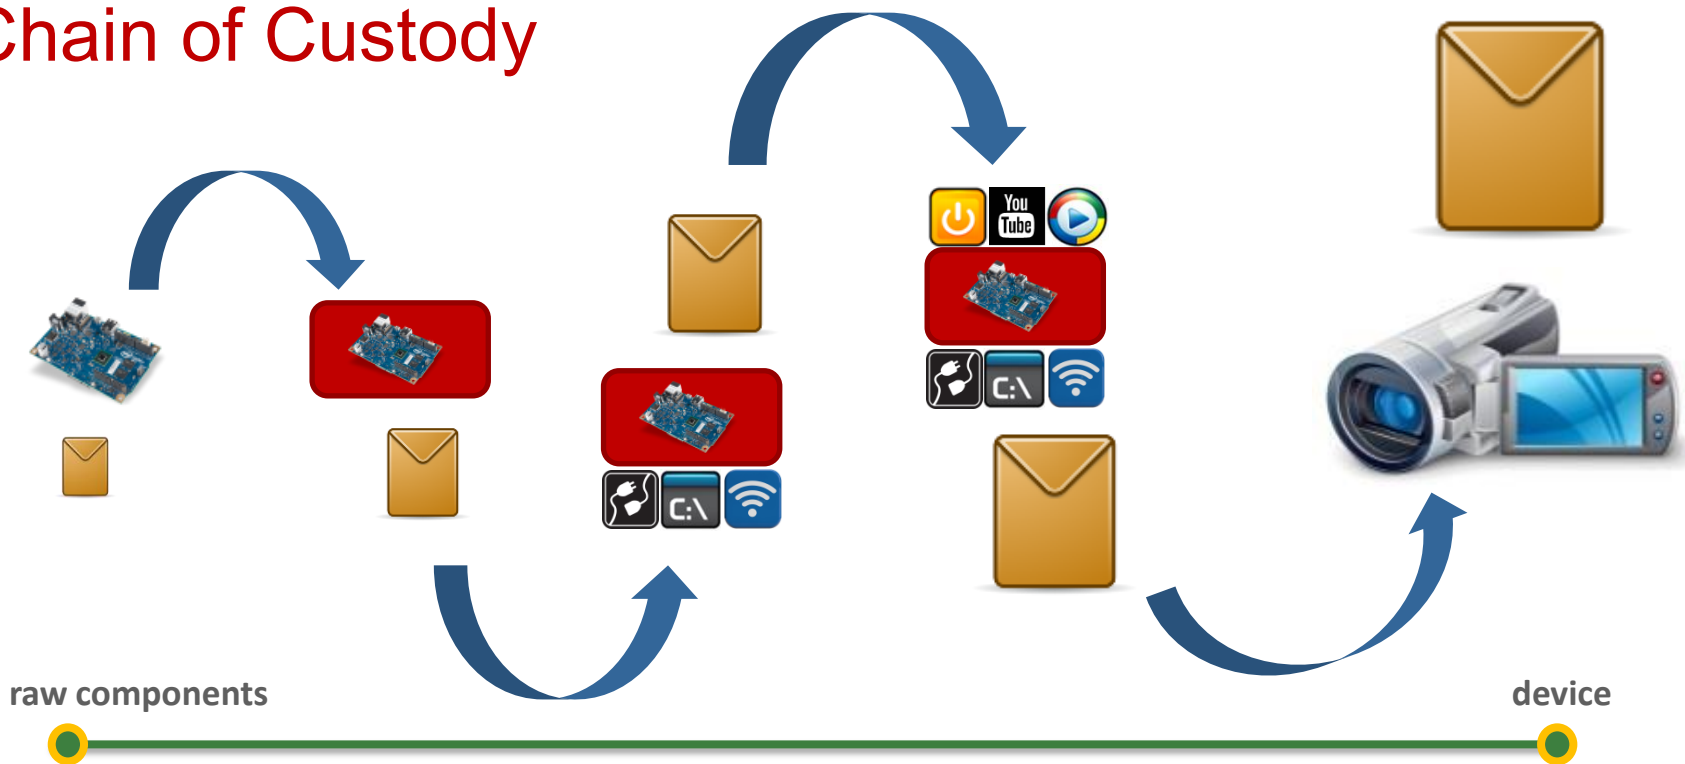 Chain of Custody
You
Tube
C:\
C:\
raw components
device